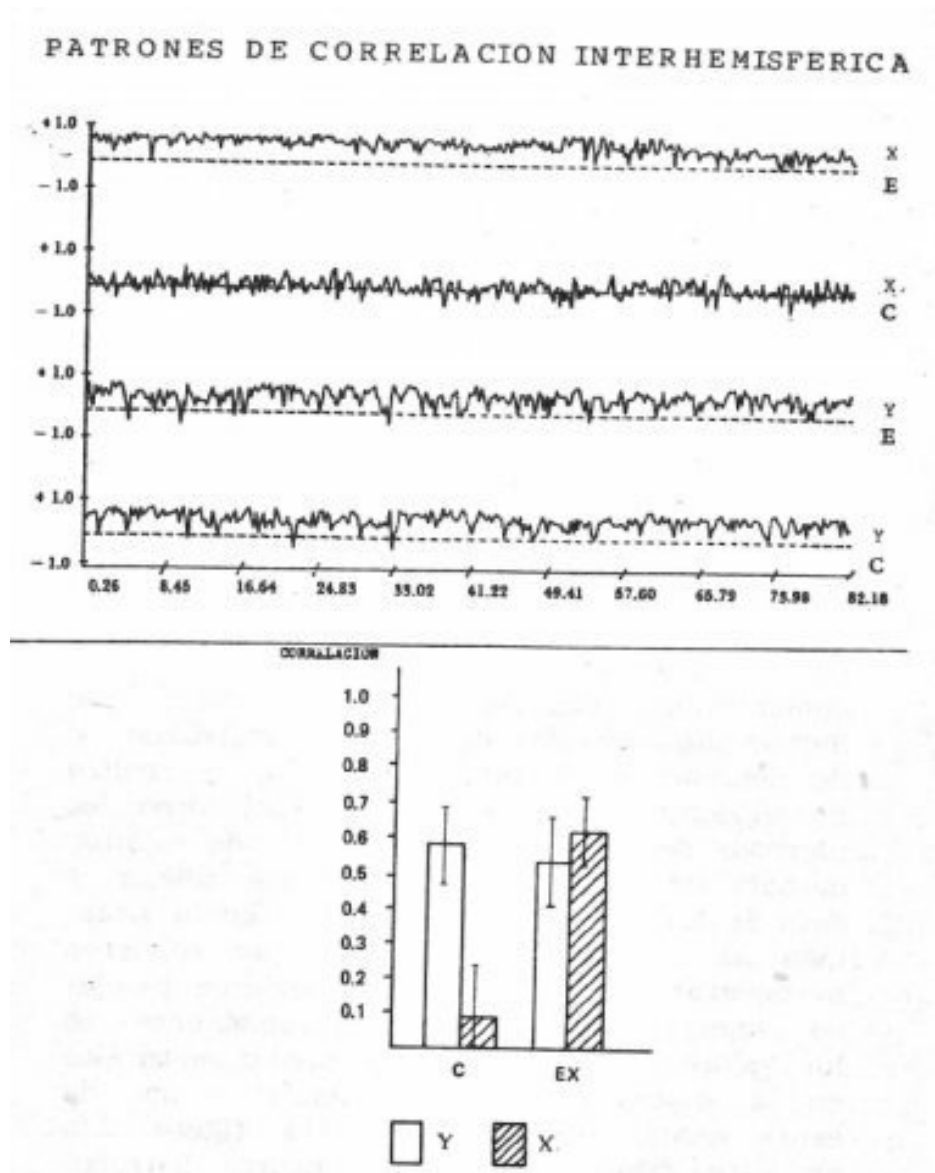 PATRONES DE CORRELACION INTERHEMISFERICA
+1.0
X
-1.0
E
+1.0
X
-1.0
C
+1.0
Y
-1.0
E
+1.0
Y
-1.0
C
0.26 8.45 16.64 24.83 33.02 41.22 49.41 57.60 65.79 73.98 82.18
CORRALACION
1.0
0.9
0.8
0.7
0.6
0.5
0.4
0.3
0.2
0.1
C EX
Y X